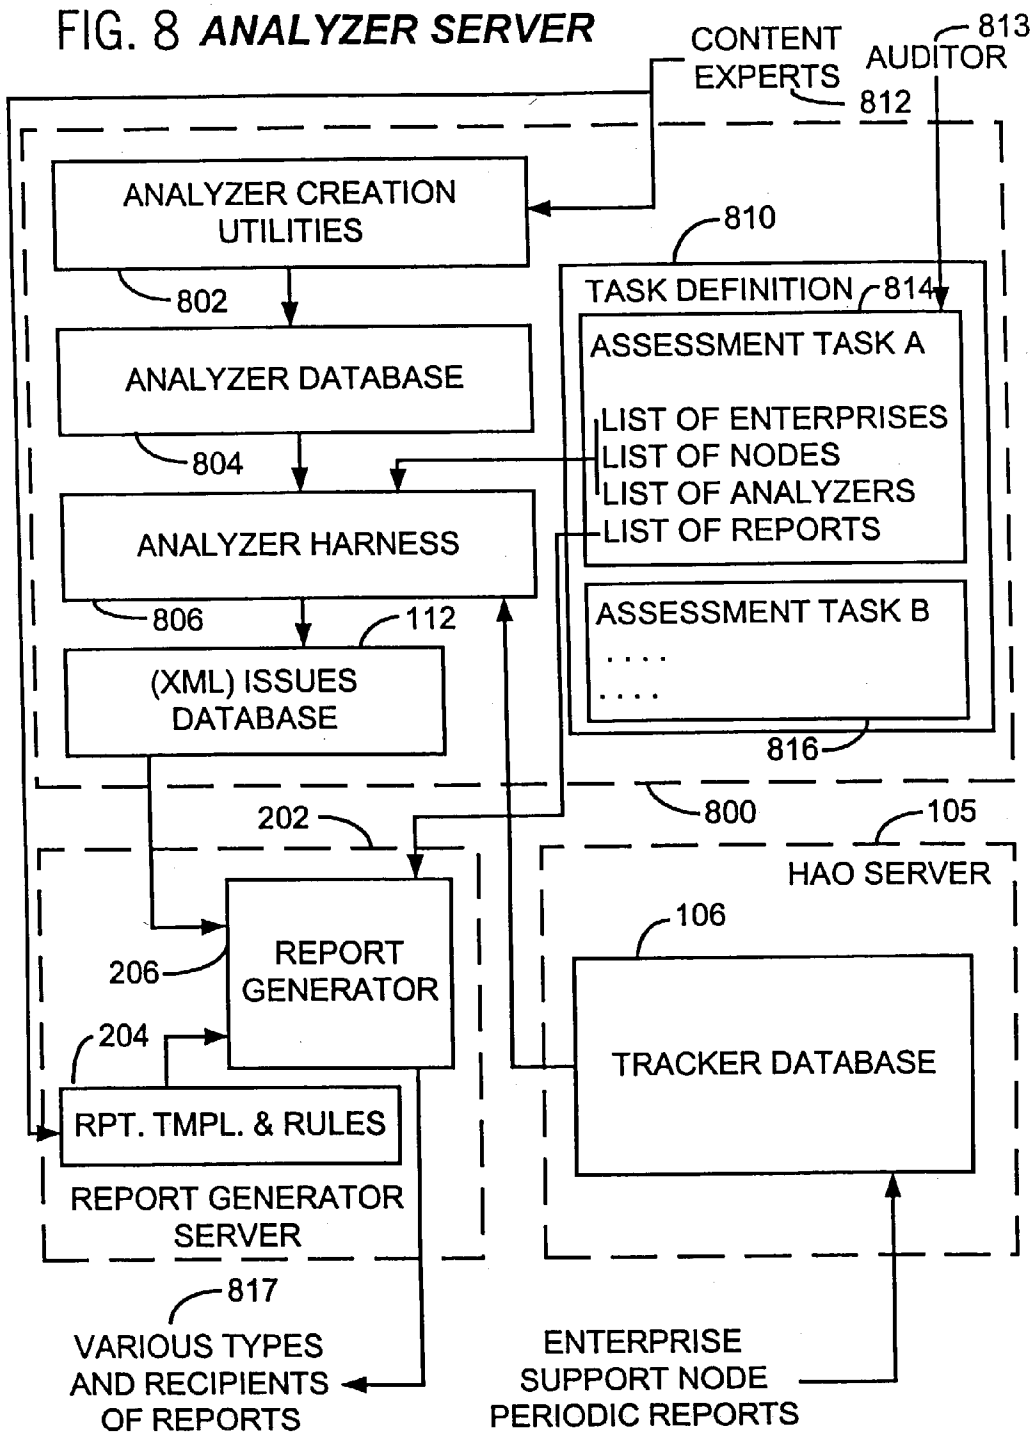 FIG. 8 ANALYZER SERVER
813
CONTENT
EXPERTS
AUDITOR
812
ANALYZER CREATION
UTILITIES
802
810
TASK DEFINITION
814
ASSESSMENT TASK A
ANALYZER DATABASE
804
LIST OF ENTERPRISES
LIST OF NODES
LIST OF ANALYZERS
LIST OF REPORTS
ANALYZER HARNESS
806
112
ASSESSMENT TASK B
. . . .
. . . .
(XML) ISSUES
DATABASE
816
800
202
105
HAO SERVER
106
REPORT
GENERATOR
206
204
TRACKER DATABASE
RPT. TMPL. & RULES
REPORT GENERATOR
SERVER
817
VARIOUS TYPES
AND RECIPIENTS
OF REPORTS
ENTERPRISE
SUPPORT NODE
PERIODIC REPORTS